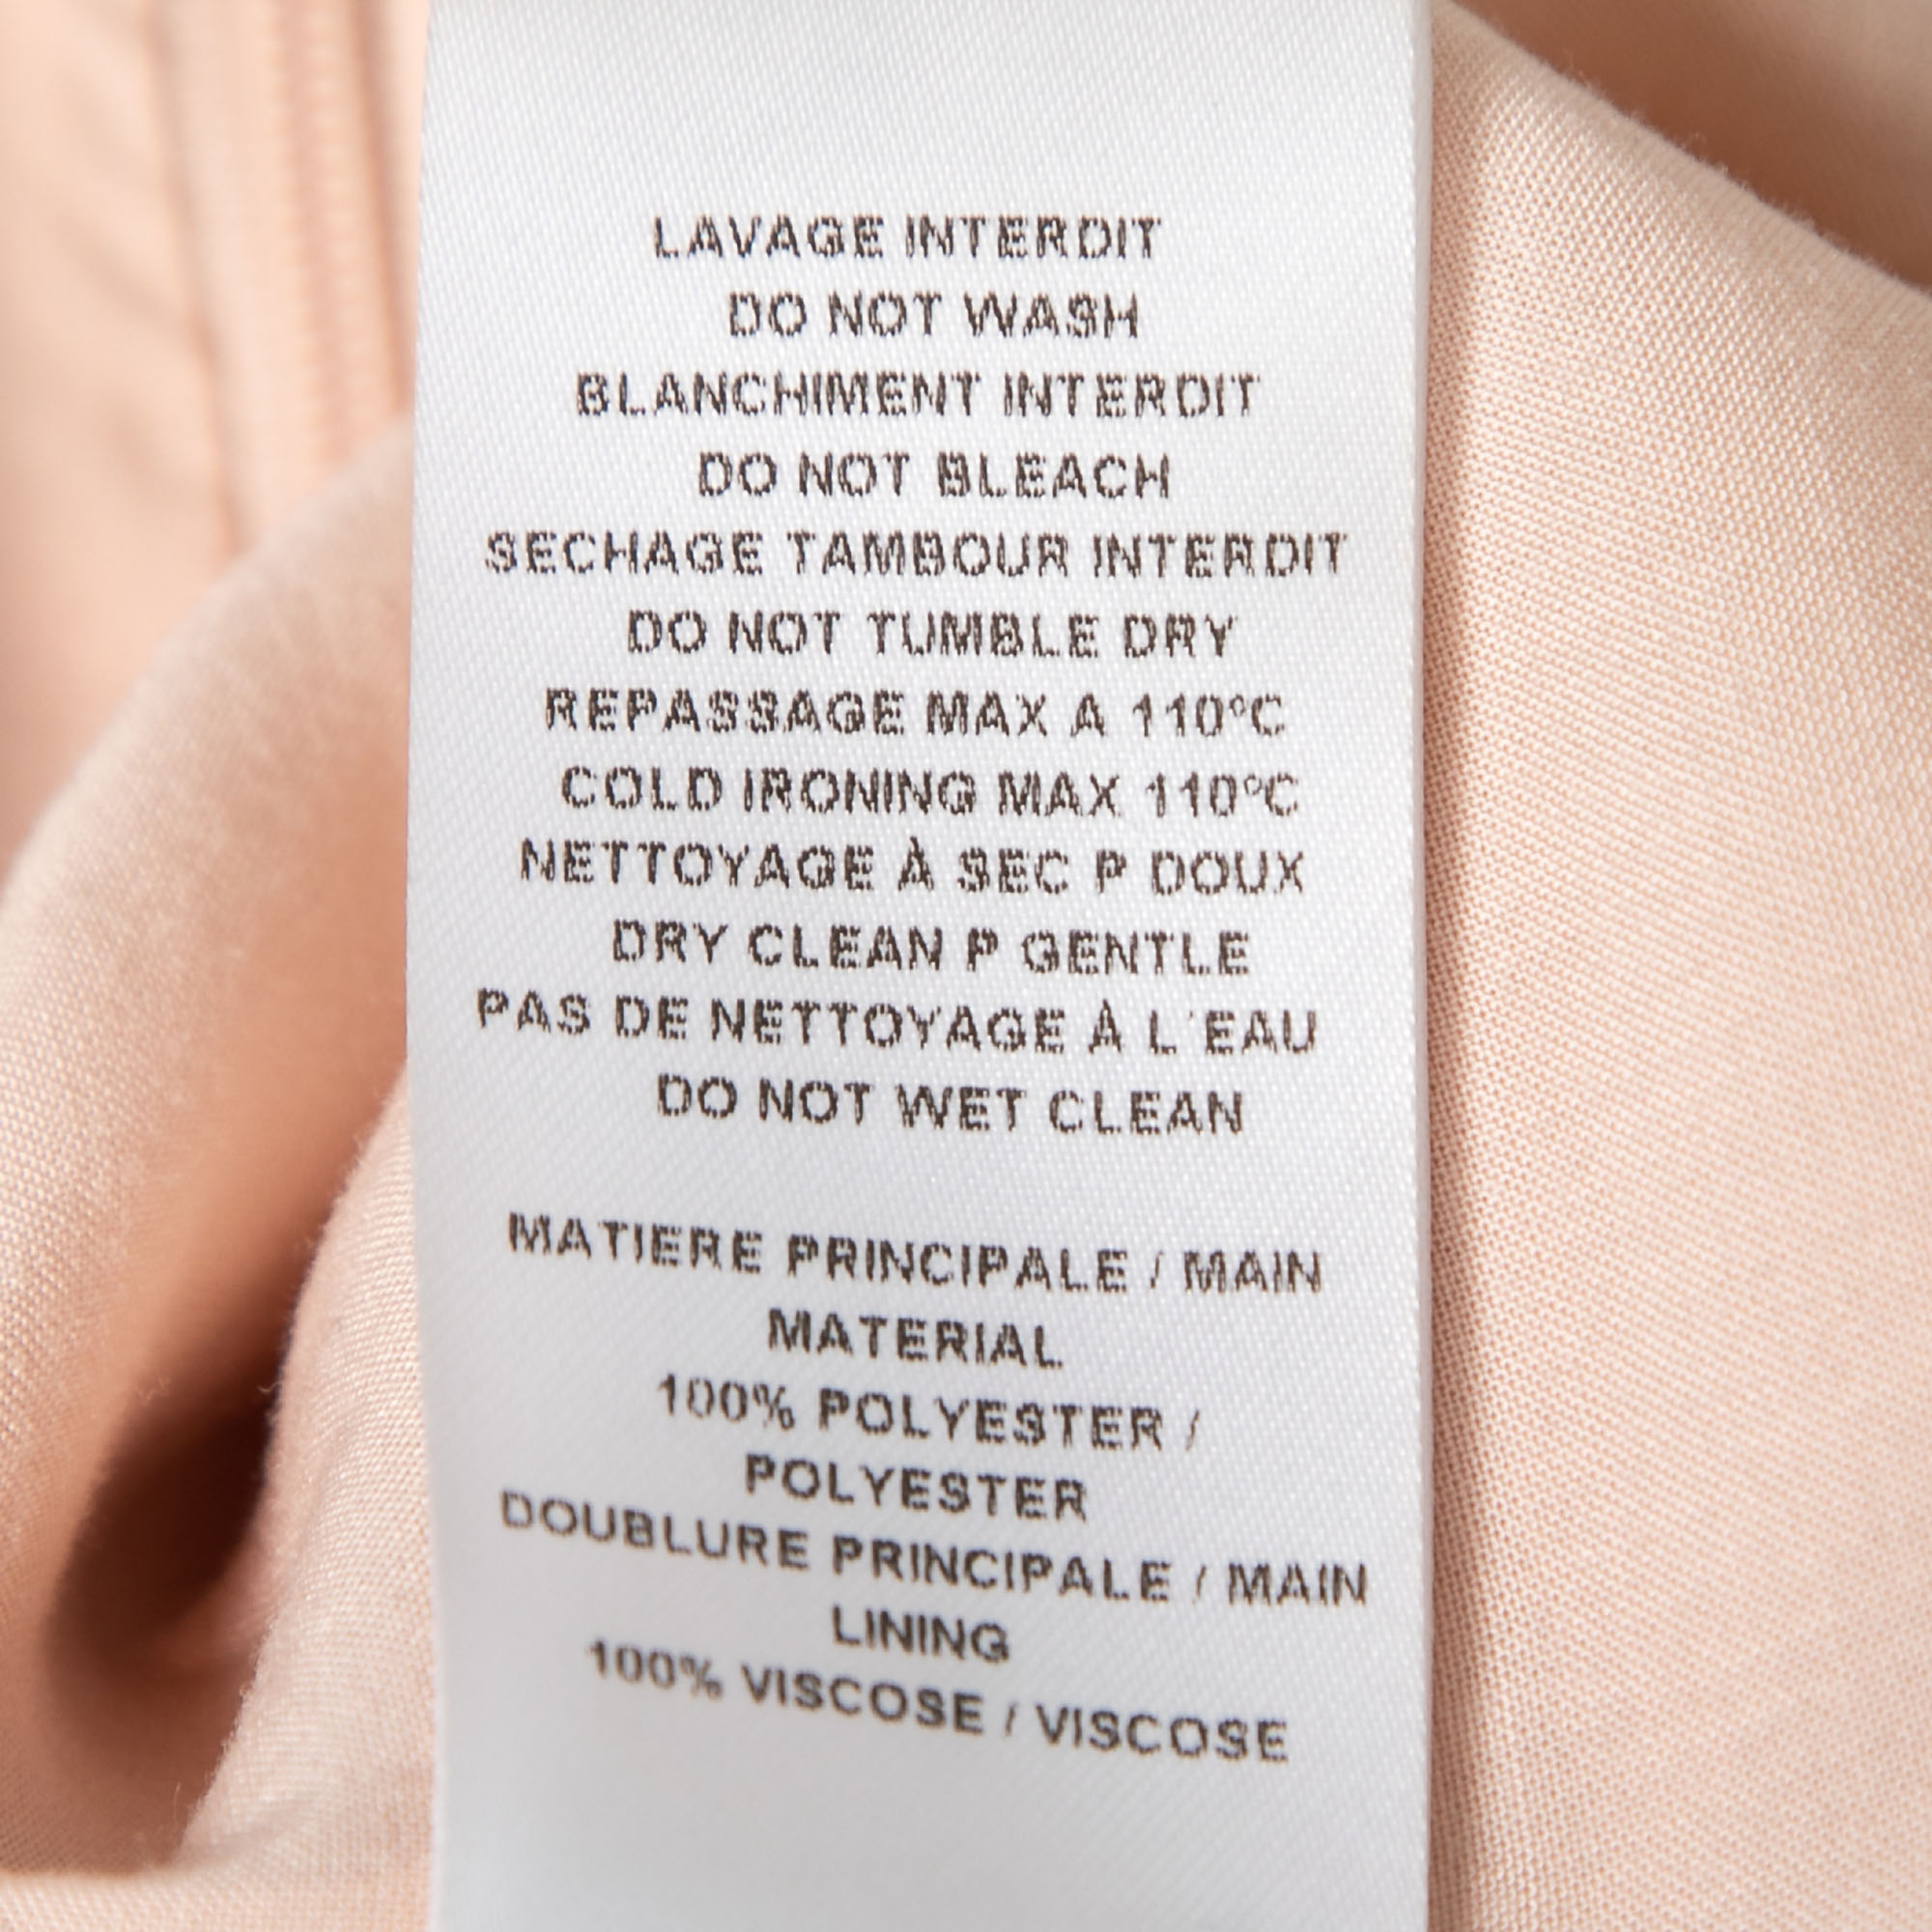 LAVAGE INTERDIT
DO NOT WASH
BLANCHIMENT INTERDIT
DO NOT BLEACH
SECHAGE TAMBOUR INTERDIT
DO NOT TUMBLE DRY
REPASSAGE MAX A 110°C
COLD IRONING MAX 110°C
NETTOYAGE À SEC P DOUX
DRY CLEAN P GENTLE
PAS DE NETTOYAGE À L'EAU
DO NOT WET CLEAN
MATIERE PRINCIPALE / MAIN
MATERIAL
100% POLYESTER /
POLYESTER
DOUBLURE PRINCIPALE / MAIN
LINING
100% VISCOSE / VISCOSE